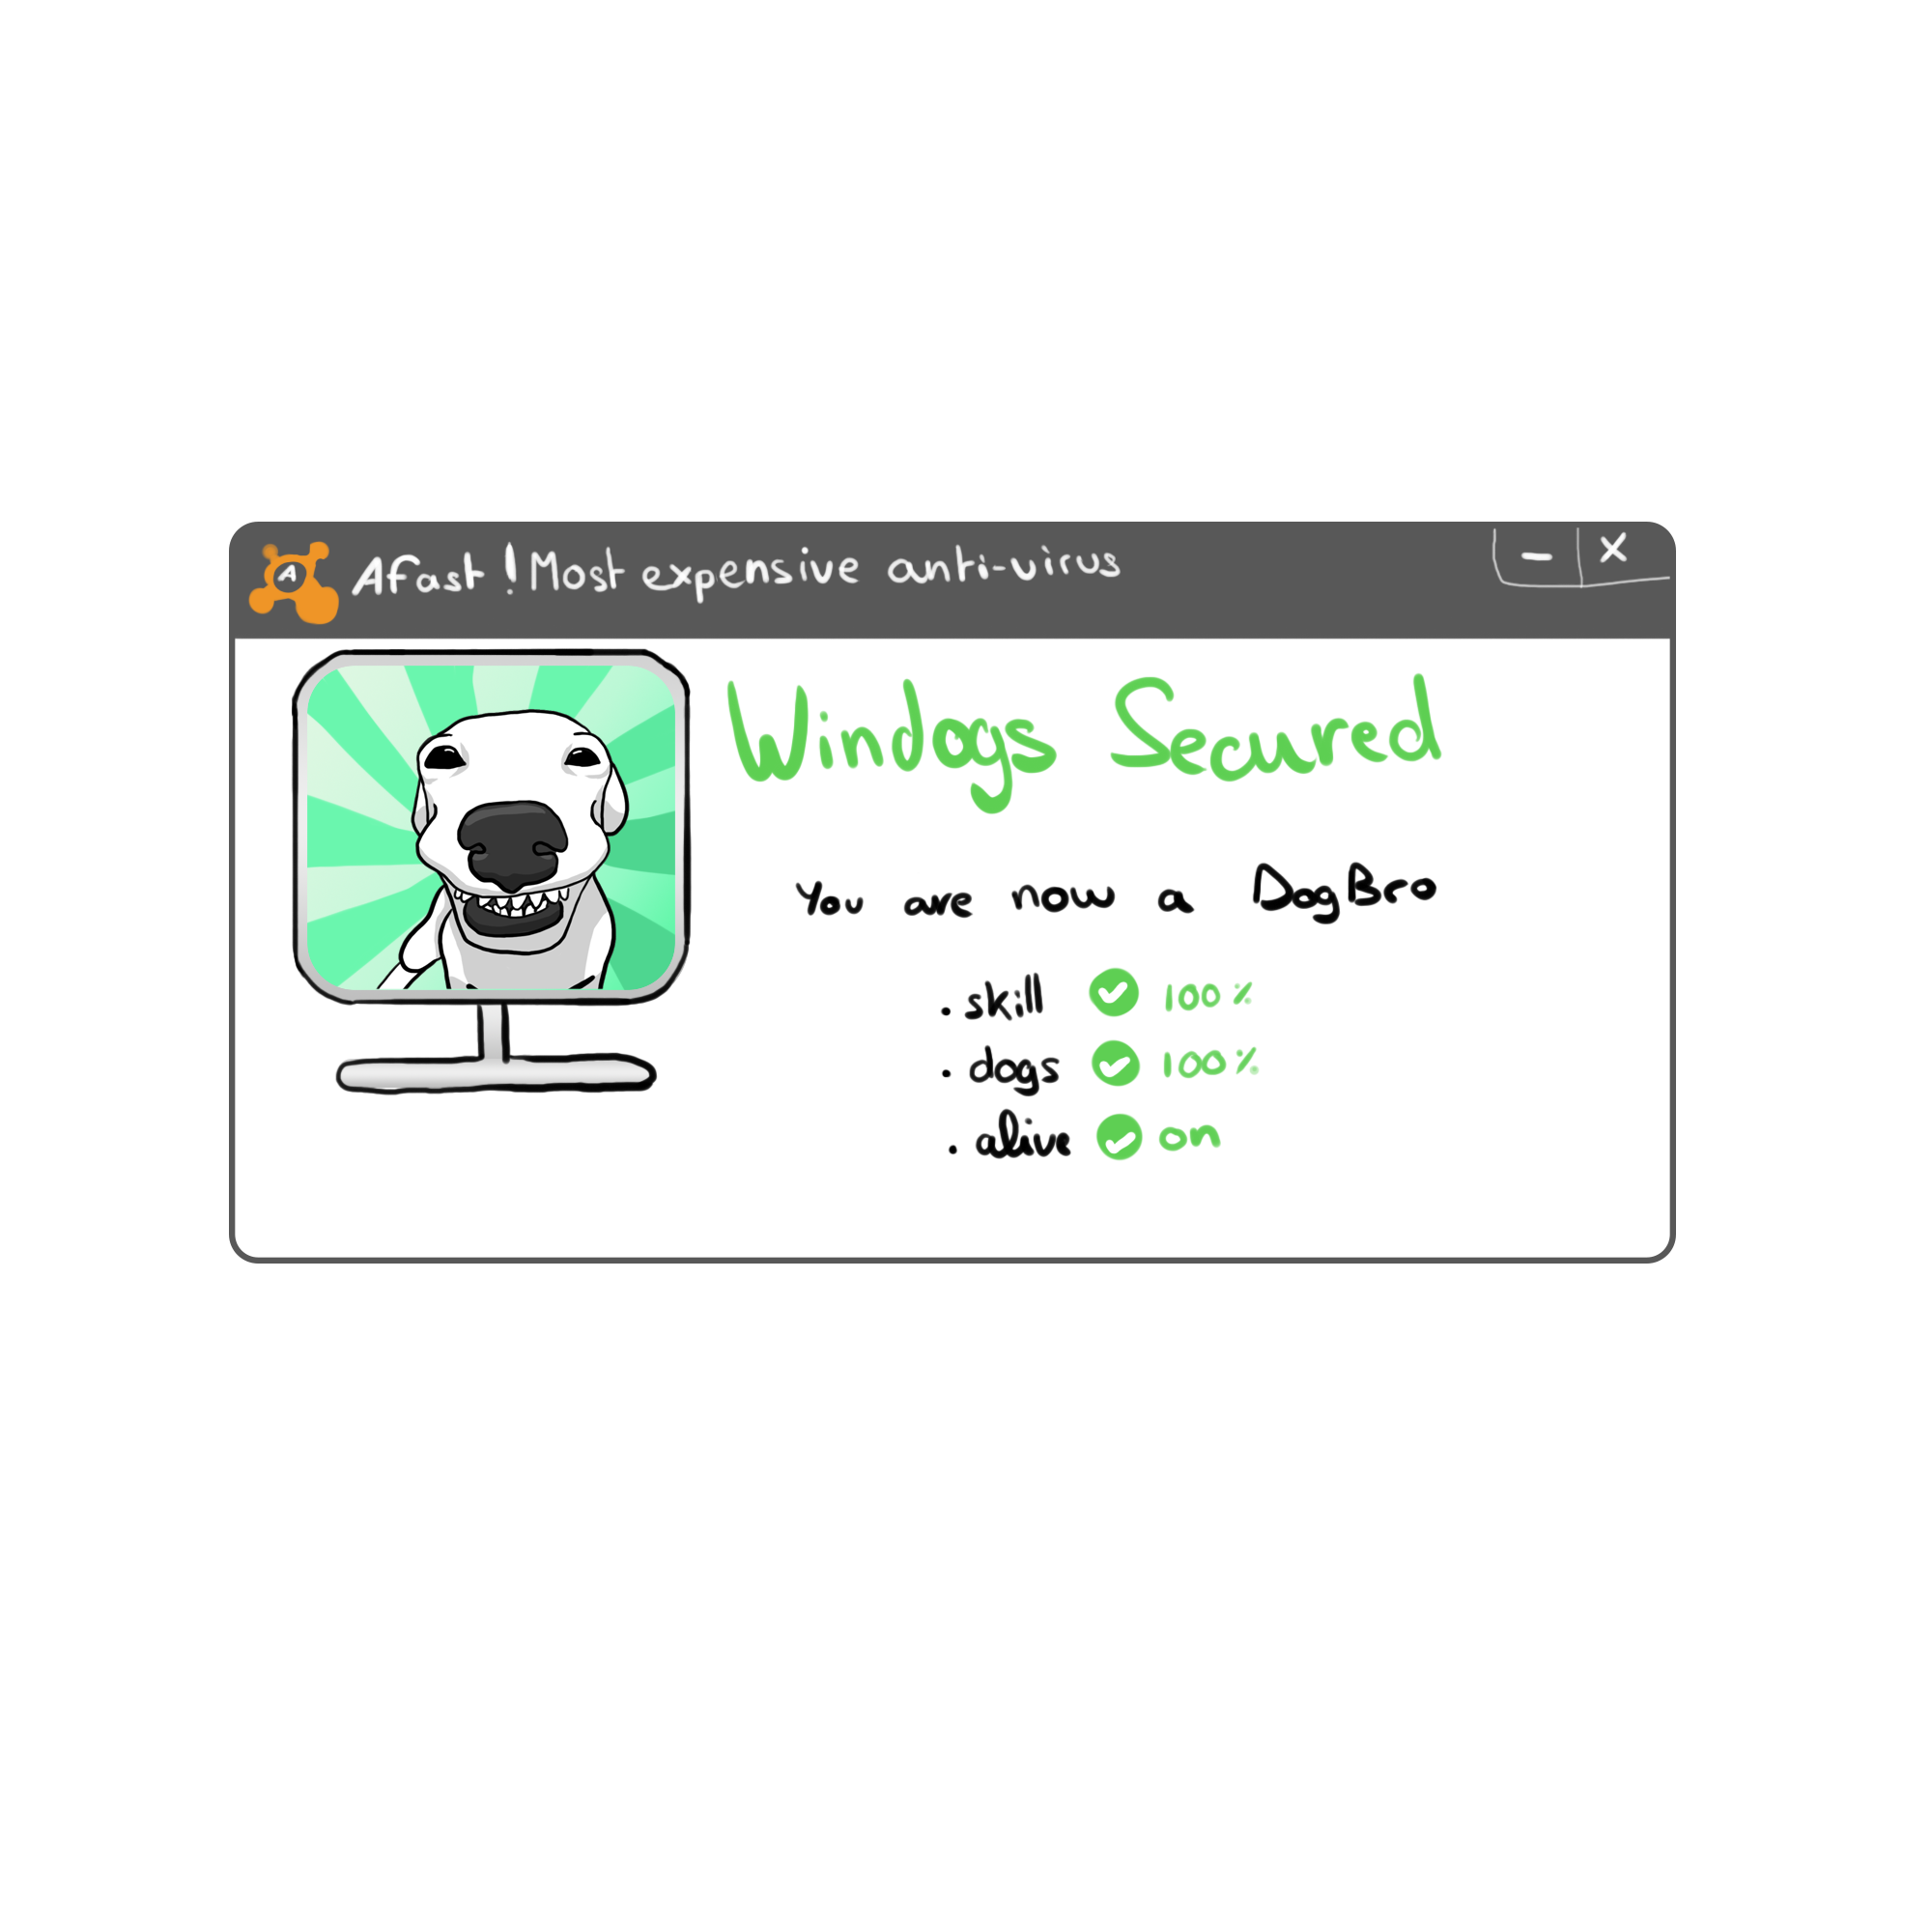 A
Afast! Most expensive anti-virus
- X
Windogs Secured
You are now a DogBro
. skill 100%
. dogs 100%
. alive on